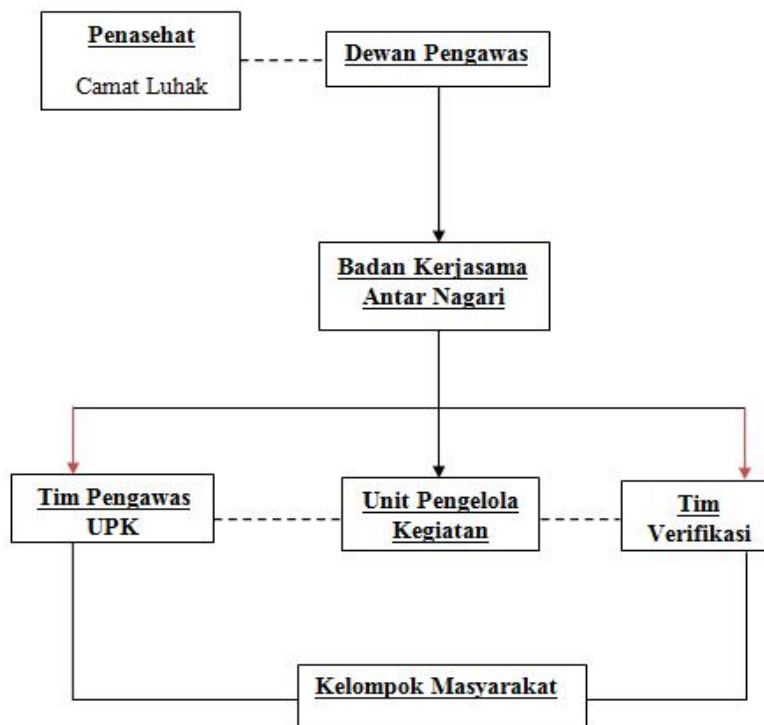 Penasehat
Camat Luhak
Dewan Pengawas
Badan Kerjasama
Antar Nagari
Tim Pengawas
UPK
Unit Pengelola
Kegiatan
Tim
Verifikasi
Kelompok Masyarakat